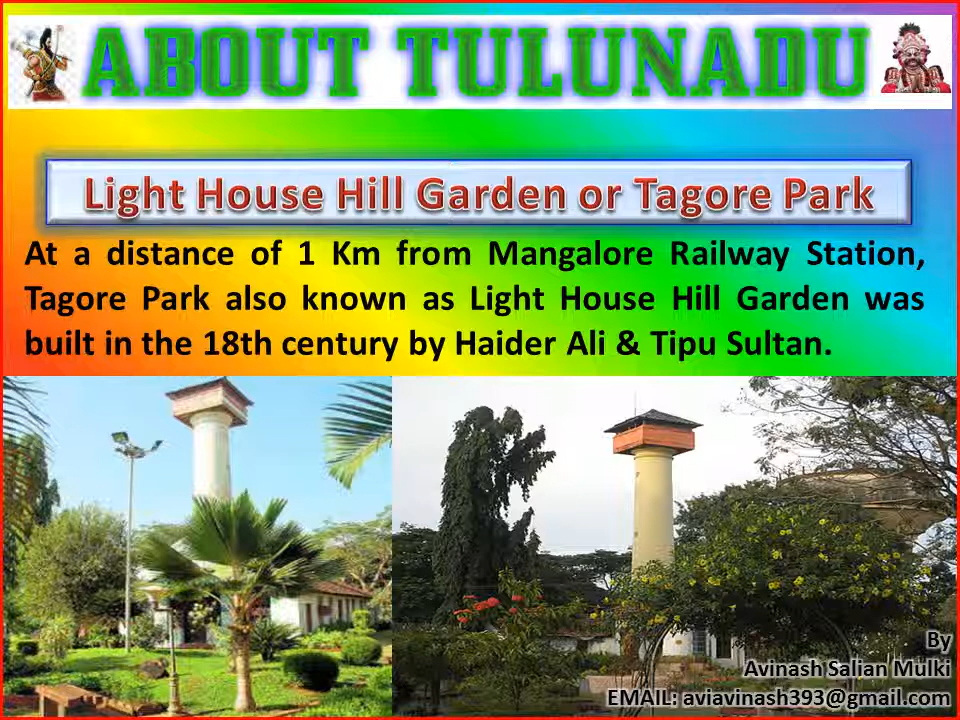 ABOUT TULUNADU
Light House Hill Garden or Tagore Park
At a distance of 1 Km from Mangalore Railway Station,
Tagore Park also known as Light House Hill Garden was
built in the 18th century by Haider Ali & Tipu Sultan.
By
Avinash Salian Mulki
EMAIL: aviavinash393@gmail.com